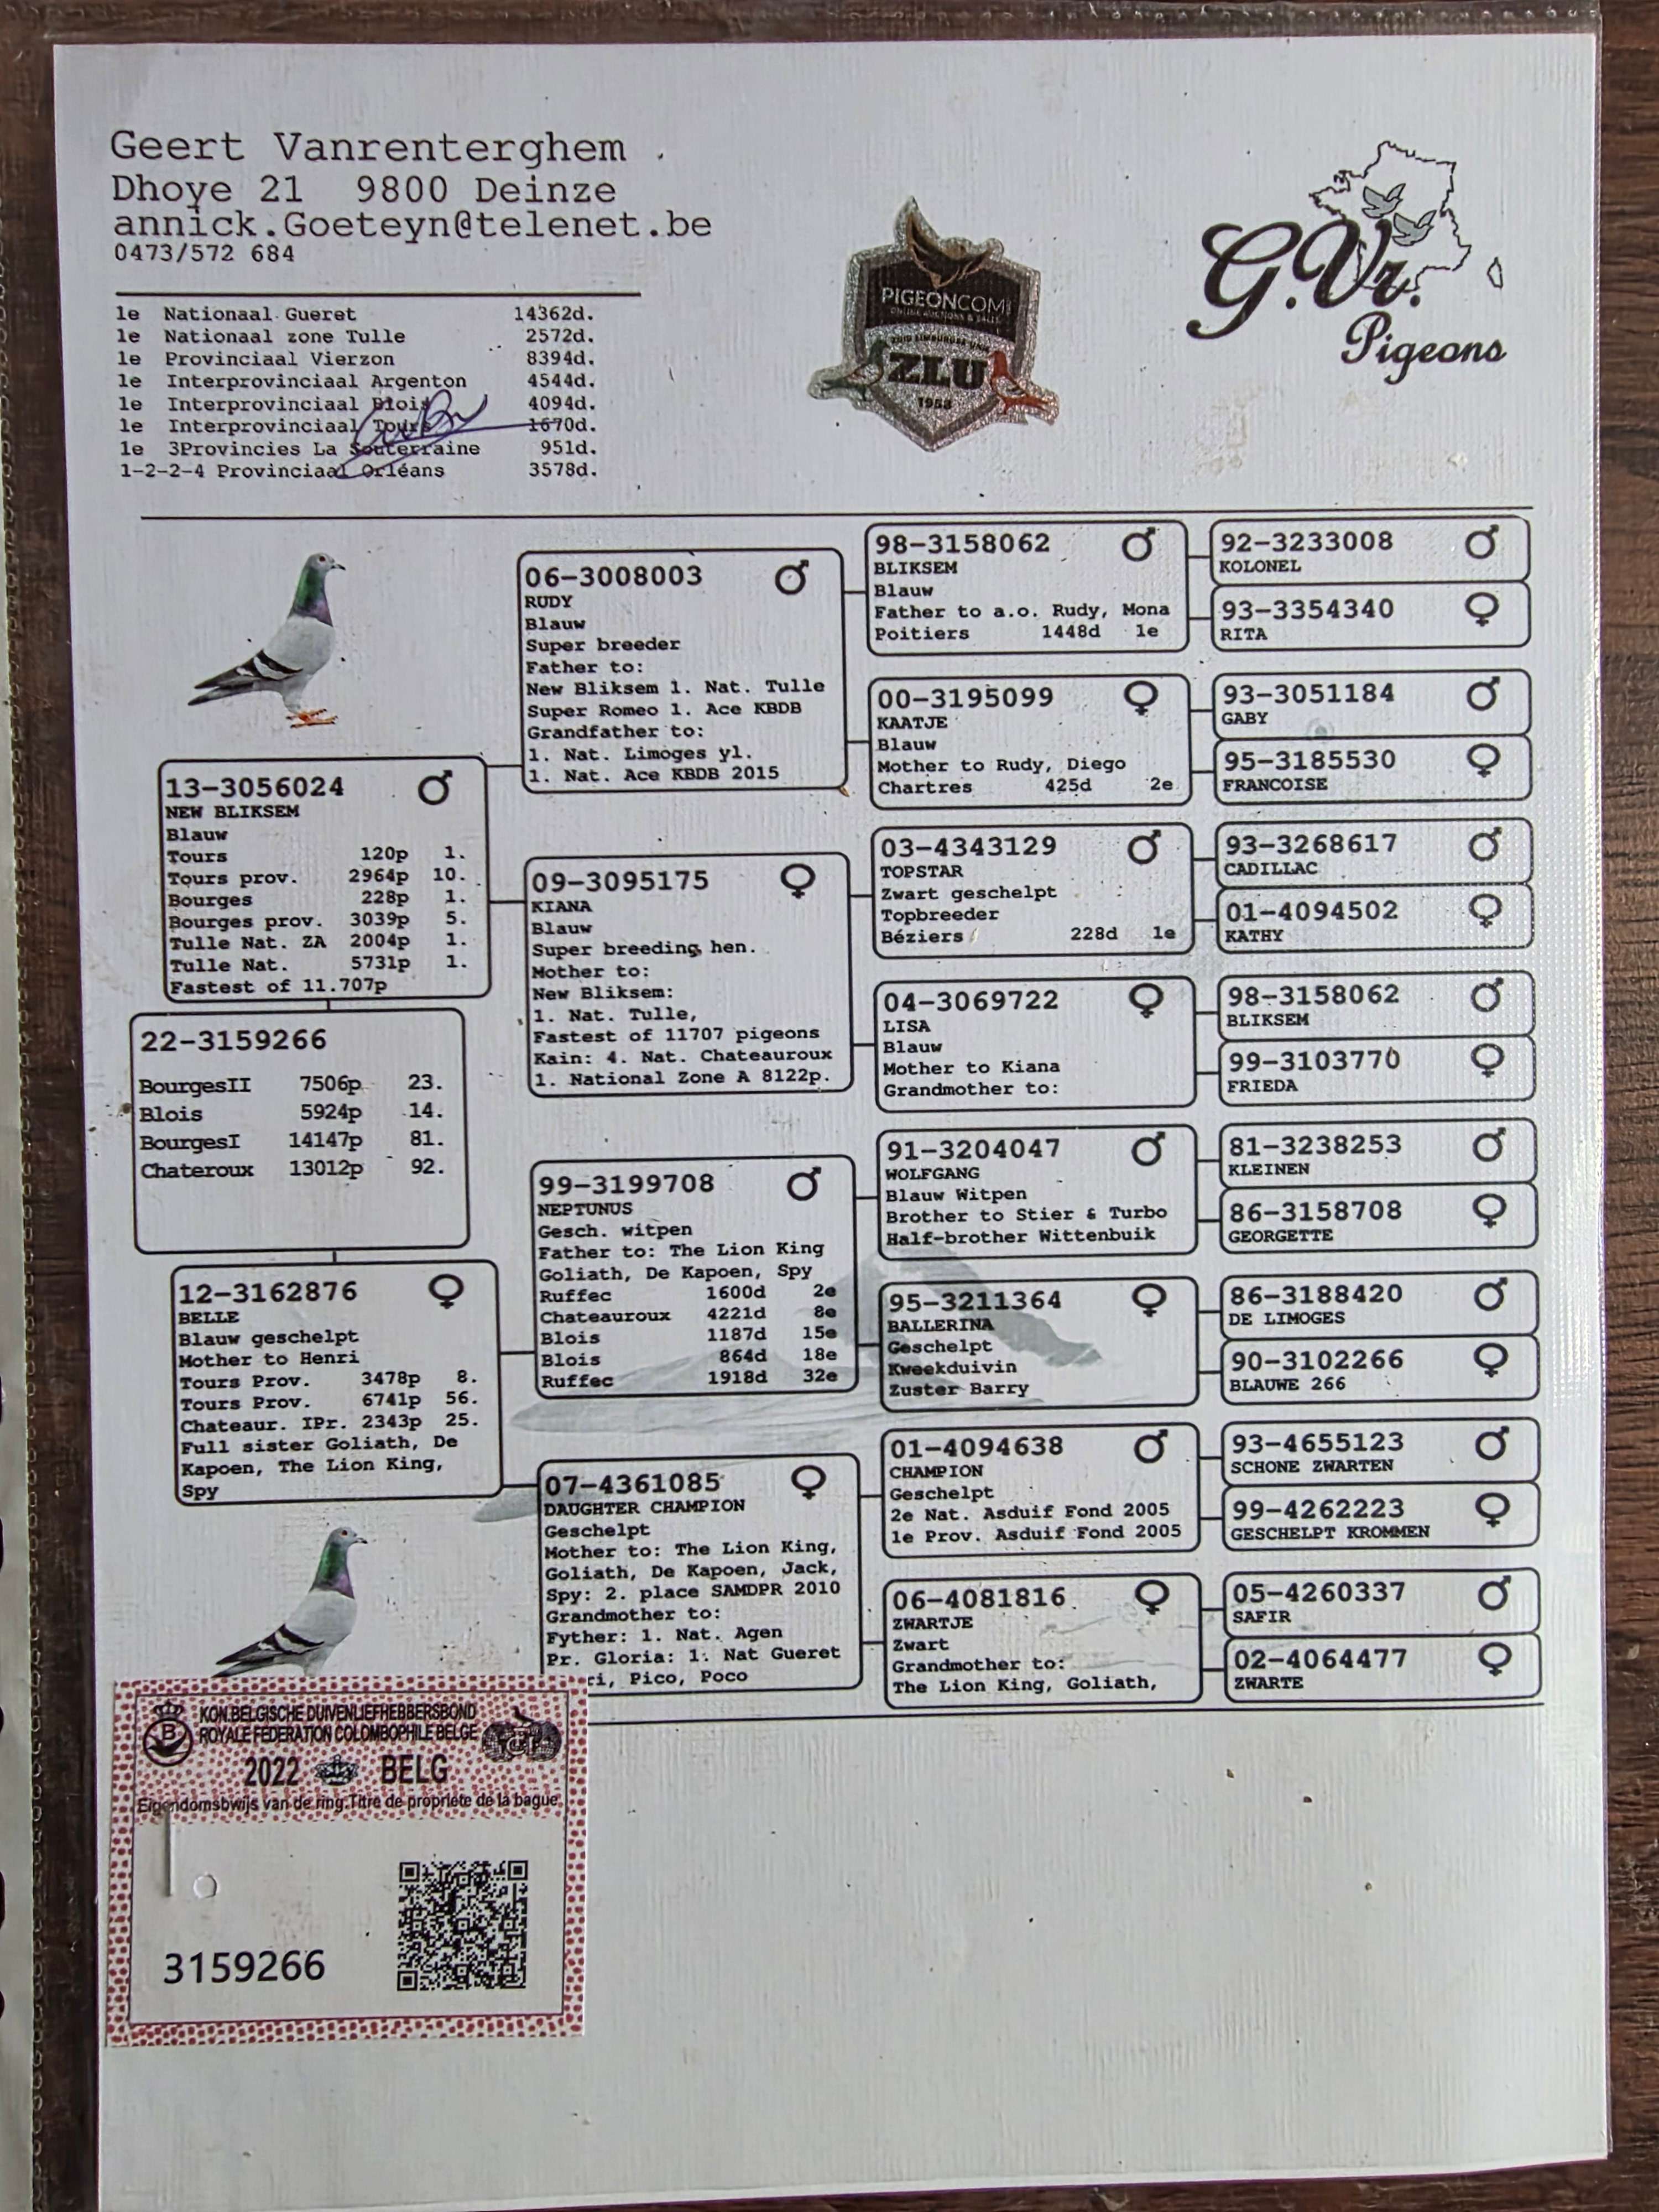 Geert Vanrenterghem
Dhoye 21 9800 Deinze
annick.Goeteyn@telenet.be
0473/572 684
1e Nationaal Gueret 14362d.
1e Nationaal zone Tulle 2572d.
1e Provinciaal Vierzon 8394d.
1e Interprovinciaal Argenton 4544d.
1e Interprovinciaal Blois 4094d.
1e Interprovinciaal Tours 1670d.
1e 3Provincies La Souterraine 951d.
1-2-2-4 Provinciaal Orléans 3578d.
PIGEONCOM
ONLINE AUCTIONS & SALES
ZLU
G.Vr.
Pigeons
13-3056024 ♂
NEW BLIKSEM
Blauw
Tours 120p 1.
Tours prov. 2964p 10.
Bourges 228p 1.
Bourges prov. 3039p 5.
Tulle Nat. ZA 2004p 1.
Tulle Nat. 5731p 1.
Fastest of 11.707p
22-3159266
BourgesII 7506p 23.
Blois 5924p 14.
BourgesI 14147p 81.
Chateroux 13012p 92.
12-3162876 ♀
BELLE
Blauw geschelpt
Mother to Henri
Tours Prov. 3478p 8.
Tours Prov. 6741p 56.
Chateaur. IPr. 2343p 25.
Full sister Goliath, De
Kapoen, The Lion King,
Spy
06-3008003 ♂
RUDY
Blauw
Super breeder
Father to:
New Bliksem 1. Nat. Tulle
Super Romeo 1. Ace KBDB
Grandfather to:
1. Nat. Limoges yl.
1. Nat. Ace KBDB 2015
09-3095175 ♀
KIANA
Blauw
Super breeding hen.
Mother to:
New Bliksem:
1. Nat. Tulle,
Fastest of 11707 pigeons
Kain: 4. Nat. Chateauroux
1. National Zone A 8122p.
99-3199708 ♂
NEPTUNUS
Gesch. witpen
Father to: The Lion King
Goliath, De Kapoen, Spy
Ruffec 1600d 2e
Chateauroux 4221d 8e
Blois 1187d 15e
Blois 864d 18e
Ruffec 1918d 32e
07-4361085 ♀
DAUGHTER CHAMPION
Geschelpt
Mother to: The Lion King,
Goliath, De Kapoen, Jack,
Spy: 2. place SAMDPR 2010
Grandmother to:
Fyther: 1. Nat. Agen
Pr. Gloria: 1. Nat Gueret
ri, Pico, Poco
98-3158062 ♂
BLIKSEM
Blauw
Father to a.o. Rudy, Mona
Poitiers 1448d 1e
00-3195099 ♀
KAATJE
Blauw
Mother to Rudy, Diego
Chartres 425d 2e
03-4343129 ♂
TOPSTAR
Zwart geschelpt
Topbreeder
Béziers 228d 1e
04-3069722 ♀
LISA
Blauw
Mother to Kiana
Grandmother to:
91-3204047 ♂
WOLFGANG
Blauw Witpen
Brother to Stier & Turbo
Half-brother Wittenbuik
95-3211364 ♀
BALLERINA
Geschelpt
Kweekduivin
Zuster Barry
01-4094638 ♂
CHAMPION
Geschelpt
2e Nat. Asduif Fond 2005
1e Prov. Asduif Fond 2005
06-4081816 ♀
ZWARTJE
Zwart
Grandmother to:
The Lion King, Goliath,
92-3233008 ♂
KOLONEL
93-3354340 ♀
RITA
93-3051184 ♂
GABY
95-3185530 ♀
FRANCOISE
93-3268617 ♂
CADILLAC
01-4094502 ♀
KATHY
98-3158062 ♂
BLIKSEM
99-3103770 ♀
FRIEDA
81-3238253 ♂
KLEINEN
86-3158708 ♀
GEORGETTE
86-3188420 ♂
DE LIMOGES
90-3102266 ♀
BLAUWE 266
93-4655123 ♂
SCHONE ZWARTEN
99-4262223 ♀
GESCHELPT KROMMEN
05-4260337 ♂
SAFIR
02-4064477 ♀
ZWARTE
KON.BELGISCHE DUIVENLIEFHEBBERSBOND
ROYALE FEDERATION COLOMBOPHILE BELGE
B
2022 BELG
Eigendomsbwijs van de ring.Titre de propriete de la bague
3159266